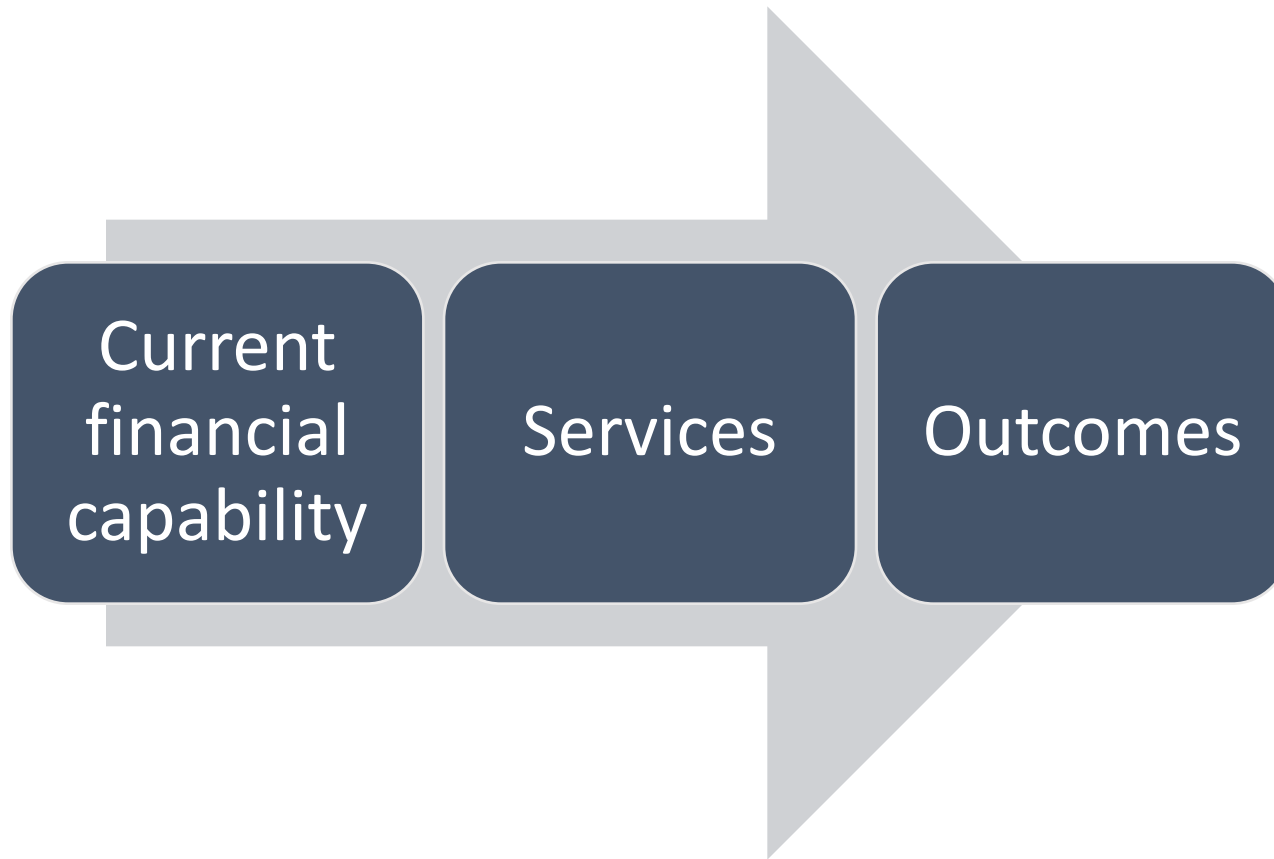 Current
financial
capability
Services
Outcomes